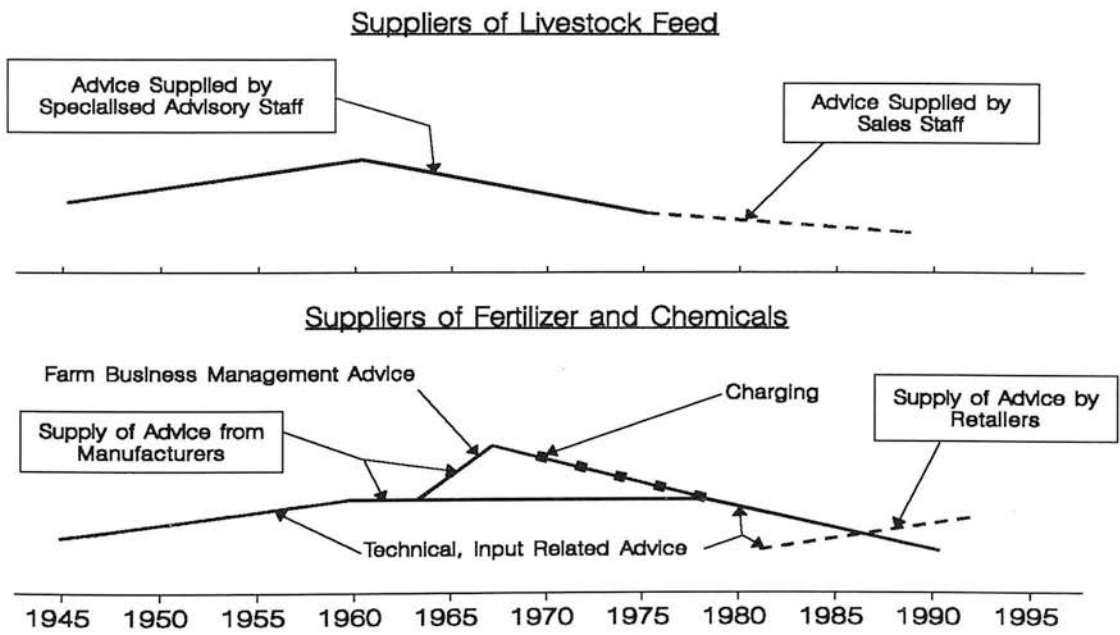 Suppliers of Livestock Feed
Advice Supplied by
Specialised Advisory Staff
Advice Supplied by
Sales Staff
Suppliers of Fertilizer and Chemicals
Farm Business Management Advice
Charging
Supply of Advice from
Manufacturers
Supply of Advice by
Retailers
Technical, Input Related Advice
1945 1950 1955 1960 1965 1970 1975 1980 1985 1990 1995